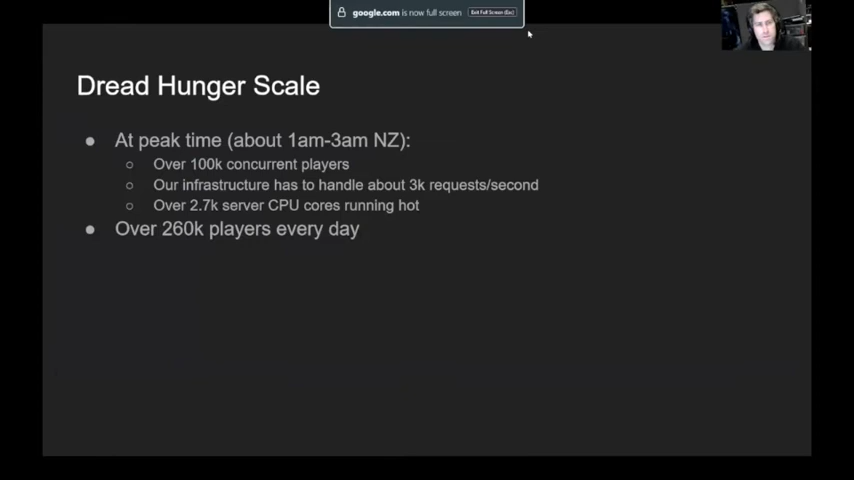 google.com is now full screen Exit Full Screen (Esc)
Dread Hunger Scale
● At peak time (about 1am-3am NZ):
○ Over 100k concurrent players
○ Our infrastructure has to handle about 3k requests/second
○ Over 2.7k server CPU cores running hot
● Over 260k players every day